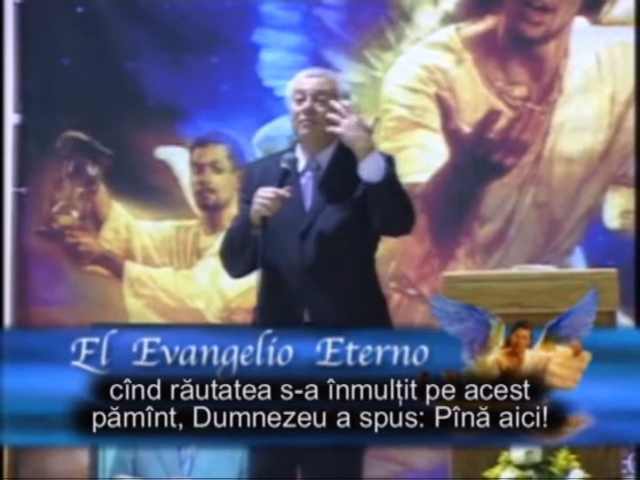 El Evangelio Eterno
cînd răutatea s-a înmulțit pe acest
pămînt, Dumnezeu a spus: Pînă aici!